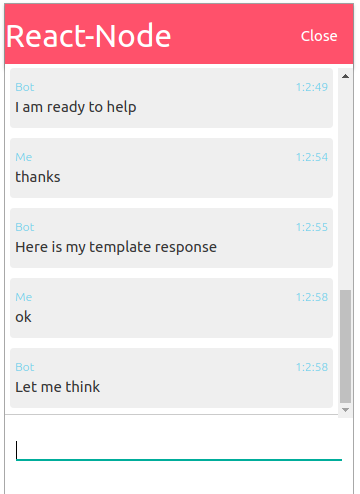 React-Node Close
Bot 1:2:49
I am ready to help
Me 1:2:54
thanks
Bot 1:2:55
Here is my template response
Me 1:2:58
ok
Bot 1:2:58
Let me think